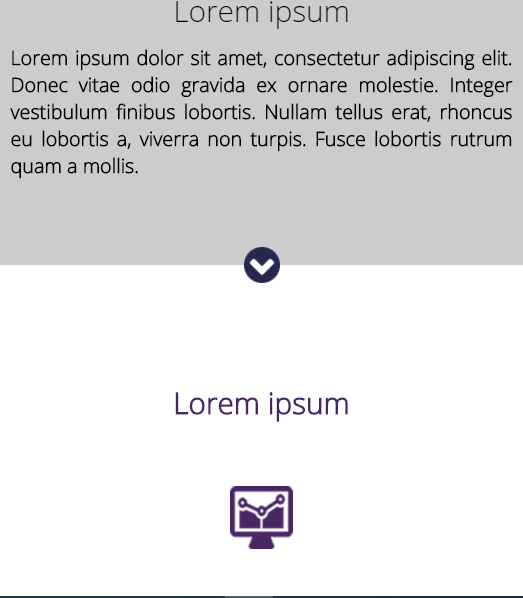 Lorem ipsum
Lorem ipsum dolor sit amet, consectetur adipiscing elit.
Donec vitae odio gravida ex ornare molestie. Integer
vestibulum finibus lobortis. Nullam tellus erat, rhoncus
eu lobortis a, viverra non turpis. Fusce lobortis rutrum
quam a mollis.
Lorem ipsum